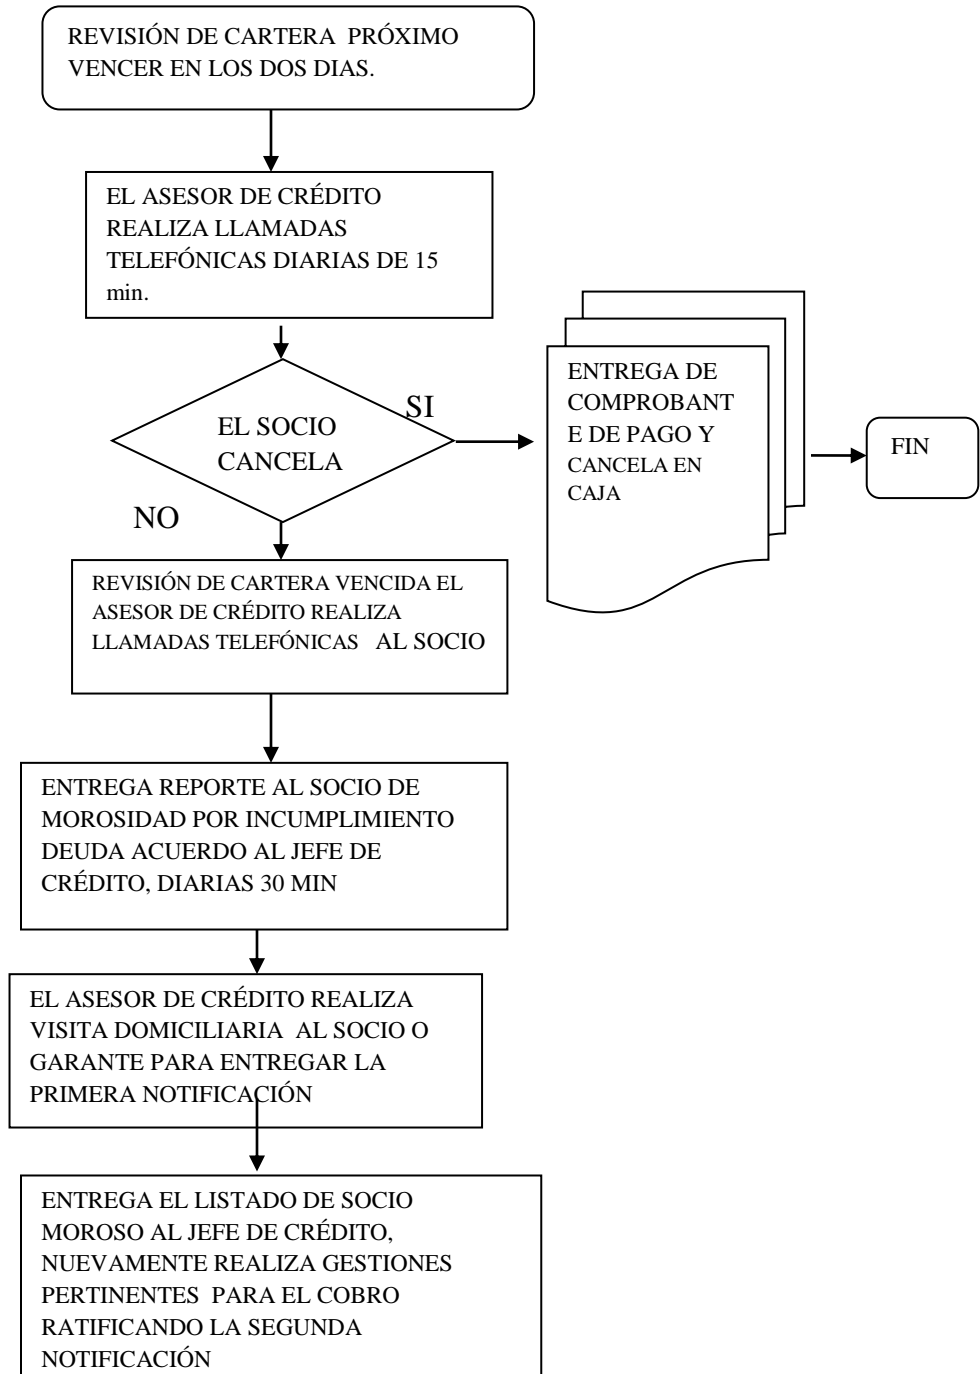 REVISIÓN DE CARTERA PRÓXIMO
VENCER EN LOS DOS DIAS.
EL ASESOR DE CRÉDITO
REALIZA LLAMADAS
TELEFÓNICAS DIARIAS DE 15
min.
EL SOCIO
CANCELA
SI
ENTREGA DE
COMPROBANT
E DE PAGO Y
CANCELA EN
CAJA
FIN
NO
REVISIÓN DE CARTERA VENCIDA EL
ASESOR DE CRÉDITO REALIZA
LLAMADAS TELEFÓNICAS AL SOCIO
ENTREGA REPORTE AL SOCIO DE
MOROSIDAD POR INCUMPLIMIENTO
DEUDA ACUERDO AL JEFE DE
CRÉDITO, DIARIAS 30 MIN
EL ASESOR DE CRÉDITO REALIZA
VISITA DOMICILIARIA AL SOCIO O
GARANTE PARA ENTREGAR LA
PRIMERA NOTIFICACIÓN
ENTREGA EL LISTADO DE SOCIO
MOROSO AL JEFE DE CRÉDITO,
NUEVAMENTE REALIZA GESTIONES
PERTINENTES PARA EL COBRO
RATIFICANDO LA SEGUNDA
NOTIFICACIÓN